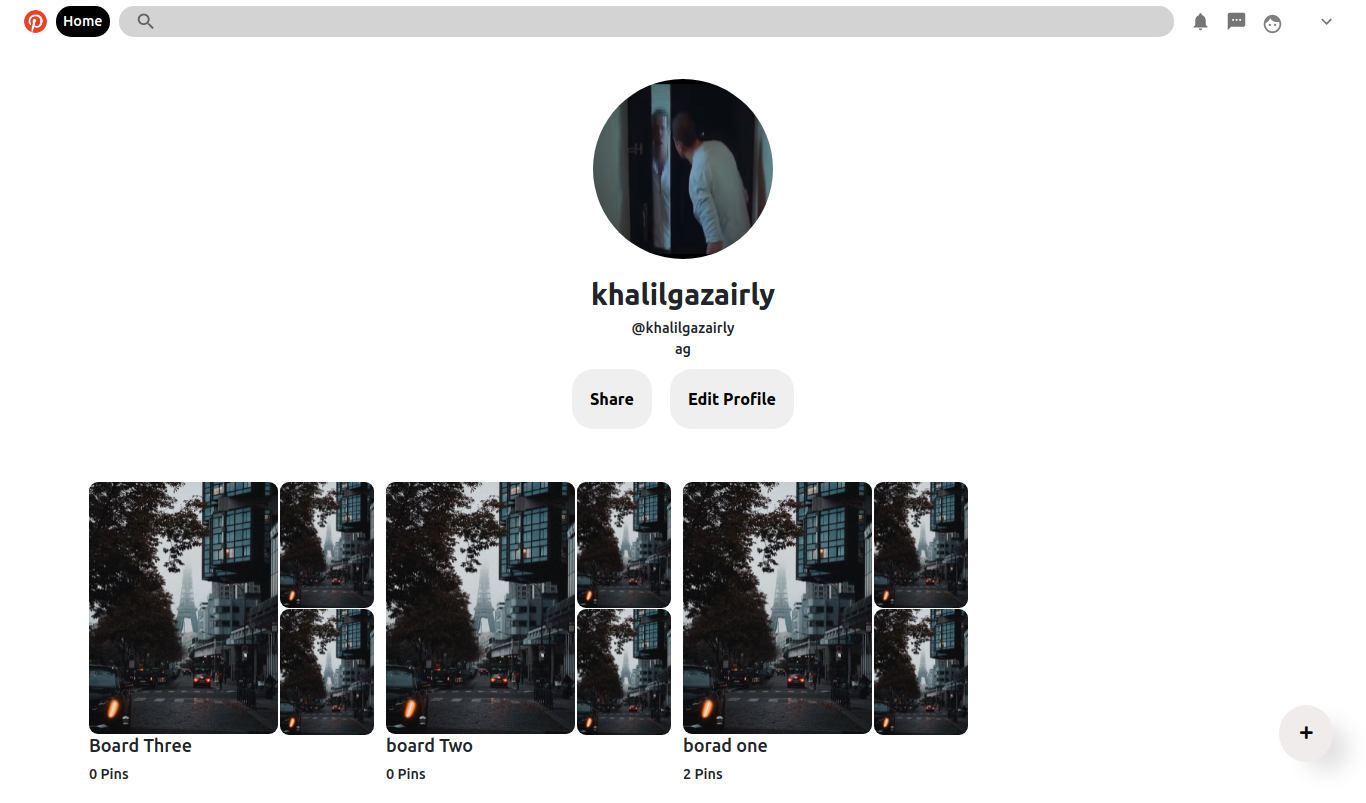 Home
khalilgazairly
@khalilgazairly
ag
Share
Edit Profile
Board Three
board Two
borad one
0 Pins
0 Pins
2 Pins
+